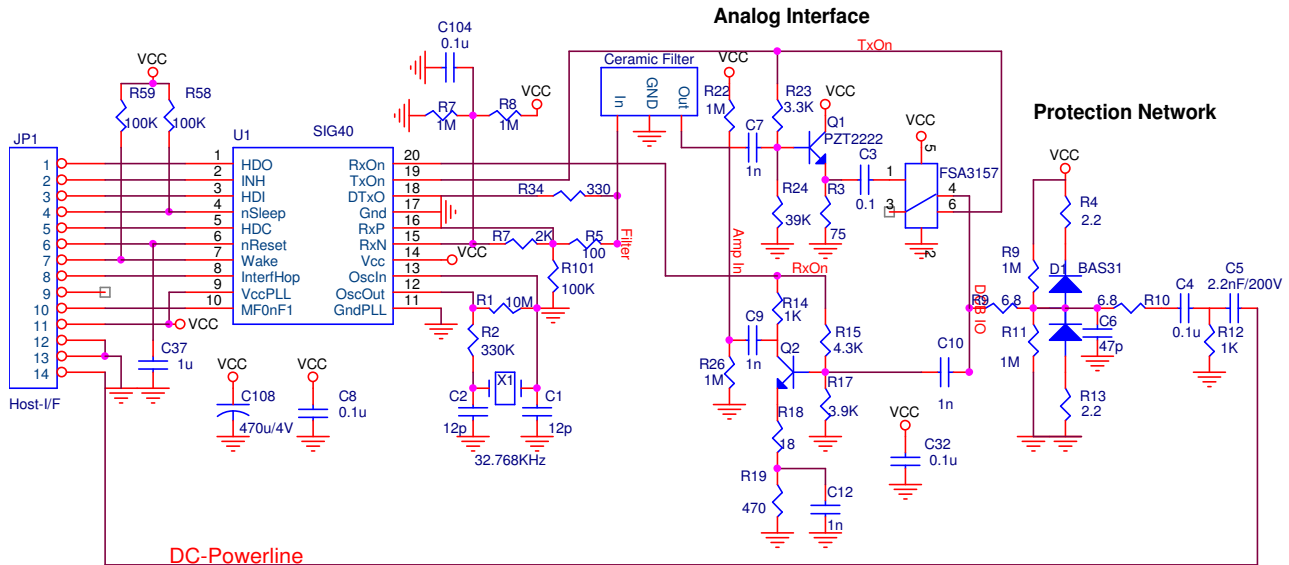 Analog Interface
Protection Network
TxOn
C104
0.1u
VCC
R59
R58
100K
100K
R7
1M
R8
1M
VCC
Ceramic Filter
In
GND
Out
VCC
R22
1M
R23
3.3K
VCC
Q1
PZT2222
C7
1n
C3
0.1
R24
39K
R3
75
VCC
5
1
3
4
6
2
FSA3157
VCC
R4
2.2
JP1
1
2
3
4
5
6
7
8
9
10
11
12
13
14
Host-I/F
U1
SIG40
1 HDO
2 INH
3 HDI
4 nSleep
5 HDC
6 nReset
7 Wake
8 InterfHop
9 VccPLL
10 MF0nF1
RxOn 20
TxOn 19
DTxO 18
Gnd 17
RxP 16
RxN 15
Vcc 14
OscIn 13
OscOut 12
GndPLL 11
R34
330
R7
2K
R5
100
Filter
VCC
R101
100K
R1
10M
R2
330K
X1
C2
12p
C1
12p
32.768KHz
VCC
C37
1u
VCC
C108
470u/4V
VCC
C8
0.1u
Amp In
RxOn
R14
1K
C9
1n
Q2
R15
4.3K
R26
1M
R17
3.9K
R18
18
R19
470
C12
1n
C10
1n
VCC
C32
0.1u
R9
1M
D1
BAS31
R9
6.8
IO
R11
1M
6.8
R10
C6
47p
C4
0.1u
C5
2.2nF/200V
R12
1K
R13
2.2
DC-Powerline